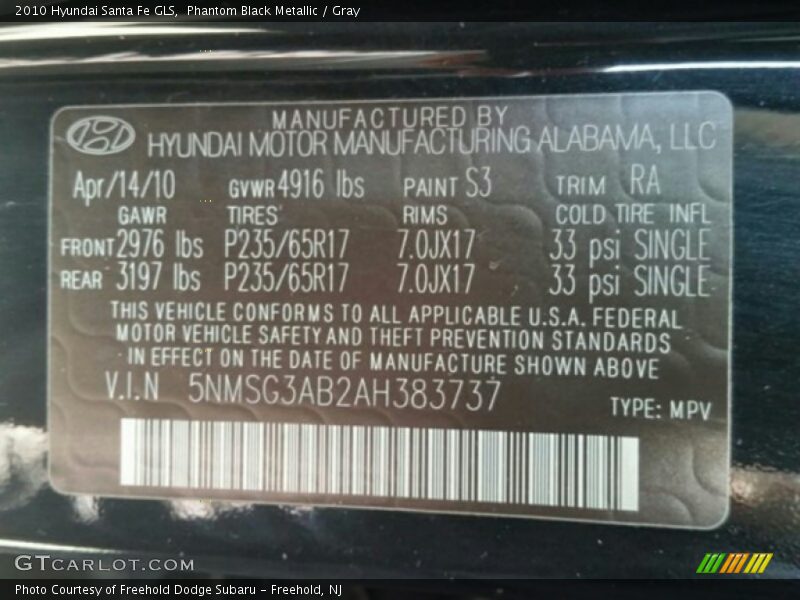 2010 Hyundai Santa Fe GLS, Phantom Black Metallic / Gray
MANUFACTURED BY
HYUNDAI MOTOR MANUFACTURING ALABAMA, LLC
Apr/14/10 GVWR 4916 lbs PAINT S3 TRIM RA
GAWR TIRES RIMS COLD TIRE INFL
FRONT 2976 lbs P235/65R17 7.0JX17 33 psi SINGLE
REAR 3197 lbs P235/65R17 7.0JX17 33 psi SINGLE
THIS VEHICLE CONFORMS TO ALL APPLICABLE U.S.A. FEDERAL
MOTOR VEHICLE SAFETY AND THEFT PREVENTION STANDARDS
IN EFFECT ON THE DATE OF MANUFACTURE SHOWN ABOVE
V.I.N 5NMSG3AB2AH383737
TYPE: MPV
GTCARLOT.COM
Photo Courtesy of Freehold Dodge Subaru - Freehold, NJ